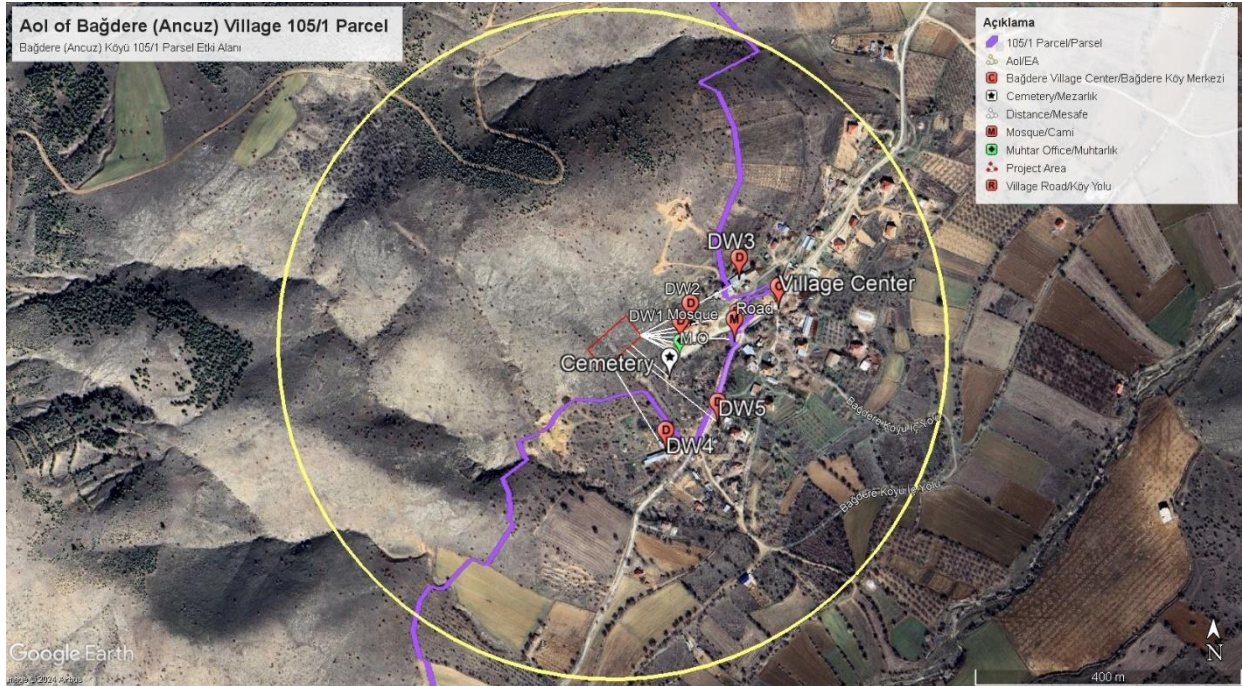 AoI of Bağdere (Ancuz) Village 105/1 Parcel
Bağdere (Ancuz) Köyü 105/1 Parsel Etki Alanı
Açıklama
105/1 Parcel/Parsel
AoI/EA
C Bağdere Village Center/Bağdere Köy Merkezi
Cemetery/Mezarlık
Distance/Mesafe
M Mosque/Cami
Muhtar Office/Muhtarlık
Project Area
R Village Road/Köy Yolu
DW3
D
Village Center
DW2
D
DW1
Mosque
M
Road
M.O
Cemetery
D
DW5
D
DW4
Bağdere Köyü İç Yolu
Bağdere Köyü İç Yolu
Google Earth
Image © 2024 Airbus
400 m
N